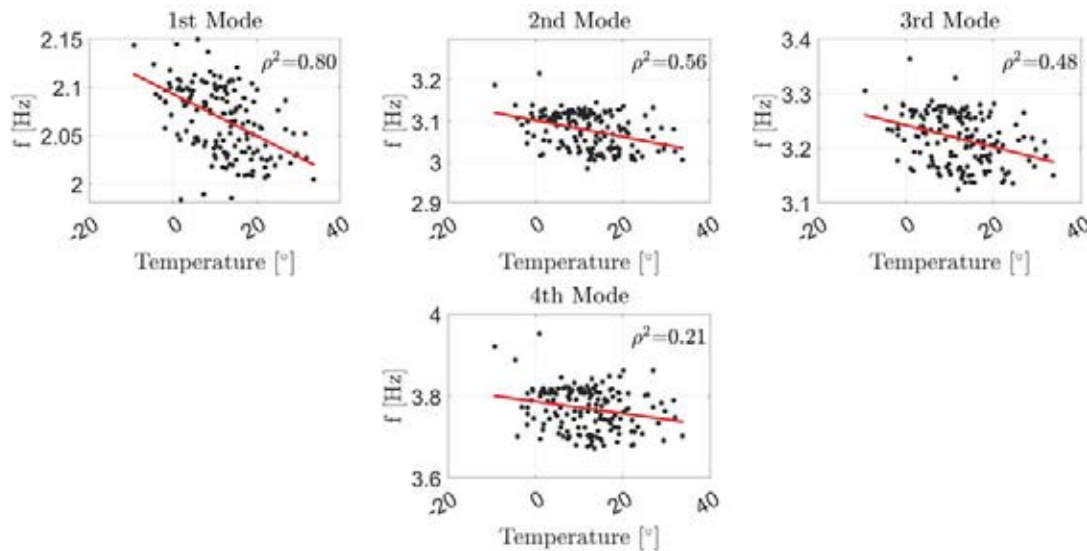 1st Mode
2.15
2.1
2.05
2
f [Hz]
ρ²=0.80
-20
0
20
40
Temperature [°]
2nd Mode
3.2
3.1
3
2.9
f [Hz]
ρ²=0.56
-20
0
20
40
Temperature [°]
3rd Mode
3.4
3.3
3.2
3.1
f [Hz]
ρ²=0.48
-20
0
20
40
Temperature [°]
4th Mode
4
3.8
3.6
f [Hz]
ρ²=0.21
-20
0
20
40
Temperature [°]